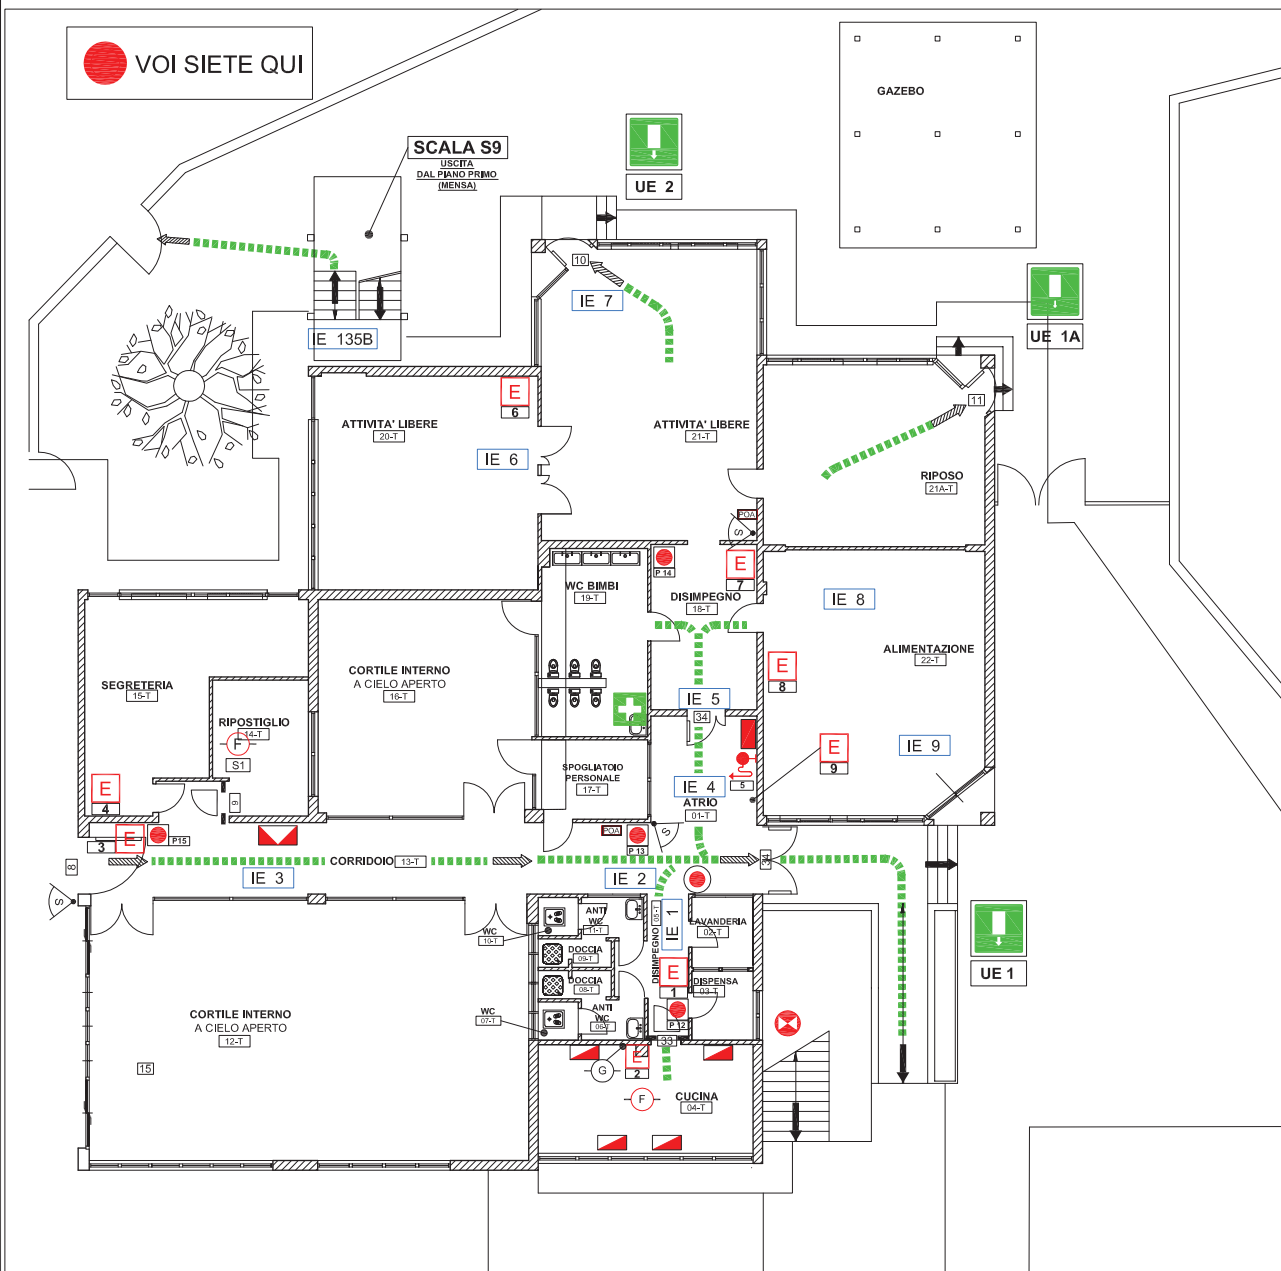 VOI SIETE QUI
GAZEBO
SCALA S9
USCITA
DAL PIANO PRIMO
(MENSA)
UE 2
10
IE 7
UE 1A
IE 135B
E
6
11
ATTIVITA' LIBERE
20-T
ATTIVITA' LIBERE
21-T
IE 6
RIPOSO
21A-T
POA
S
P 14
E
7
WC BIMBI
19-T
DISIMPEGNO
18-T
IE 8
ALIMENTAZIONE
22-T
E
8
CORTILE INTERNO
A CIELO APERTO
16-T
SEGRETERIA
15-T
IE 5
34
RIPOSTIGLIO
14-T
F
S1
E
9
IE 9
SPOGLIATOIO
PERSONALE
17-T
IE 4
5
ATRIO
01-T
E
4
9
E
3
P15
POA
P 13
S
8
CORRIDOIO
13-T
34
IE 3
IE 2
S
ANTI
WC
11-T
WC
10-T
DISIMPEGNO
05-T
IE 1
LAVANDERIA
02-T
DOCCIA
09-T
E
1
DISPENSA
03-T
DOCCIA
08-T
UE 1
CORTILE INTERNO
A CIELO APERTO
12-T
WC
07-T
ANTI
WC
06-T
P 12
33
15
G
E
2
F
CUCINA
04-T